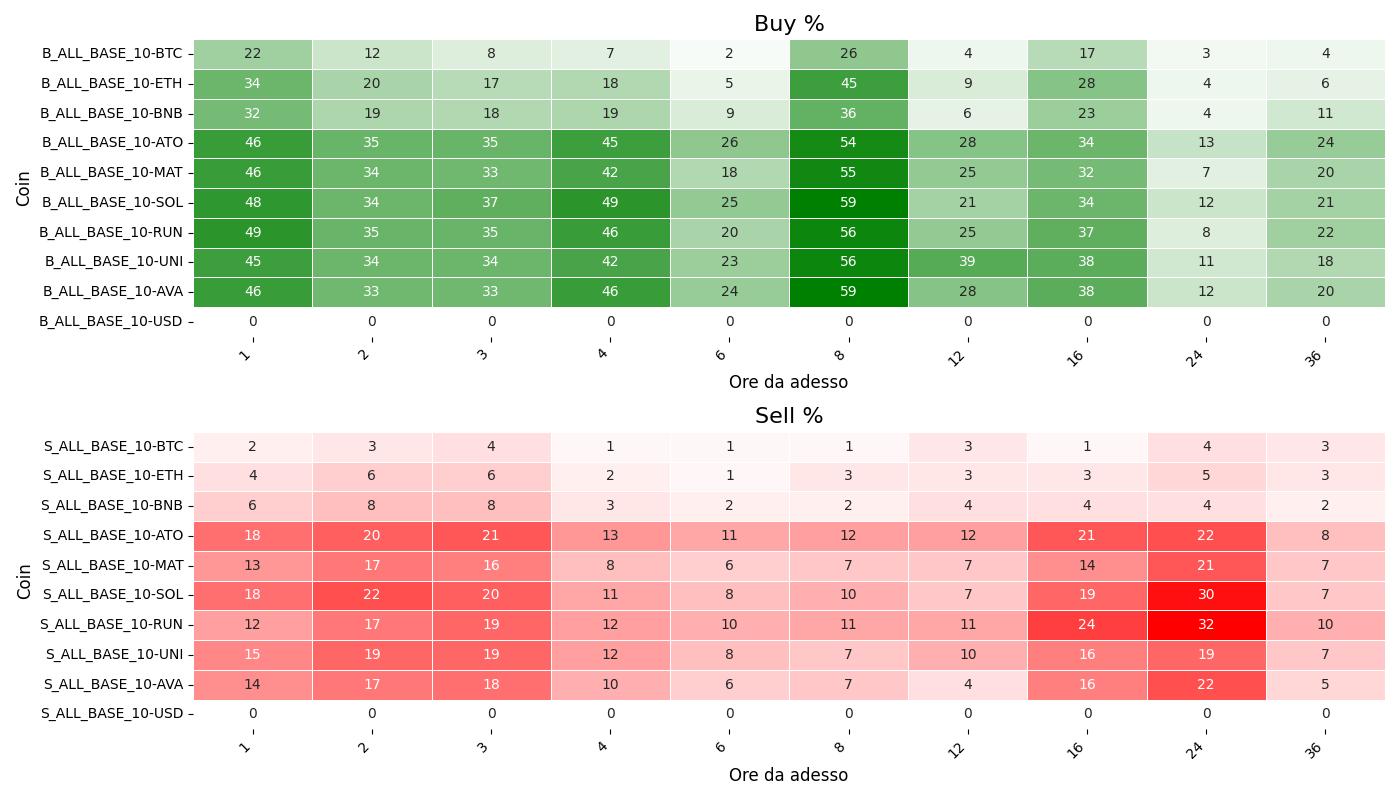 Buy %
Coin
B_ALL_BASE_10-BTC 22 12 8 7 2 26 4 17 3 4
B_ALL_BASE_10-ETH 34 20 17 18 5 45 9 28 4 6
B_ALL_BASE_10-BNB 32 19 18 19 9 36 6 23 4 11
B_ALL_BASE_10-ATO 46 35 35 45 26 54 28 34 13 24
B_ALL_BASE_10-MAT 46 34 33 42 18 55 25 32 7 20
B_ALL_BASE_10-SOL 48 34 37 49 25 59 21 34 12 21
B_ALL_BASE_10-RUN 49 35 35 46 20 56 25 37 8 22
B_ALL_BASE_10-UNI 45 34 34 42 23 56 39 38 11 18
B_ALL_BASE_10-AVA 46 33 33 46 24 59 28 38 12 20
B_ALL_BASE_10-USD 0 0 0 0 0 0 0 0 0 0
1 2 3 4 6 8 12 16 24 36
Ore da adesso
Sell %
Coin
S_ALL_BASE_10-BTC 2 3 4 1 1 1 3 1 4 3
S_ALL_BASE_10-ETH 4 6 6 2 1 3 3 3 5 3
S_ALL_BASE_10-BNB 6 8 8 3 2 2 4 4 4 2
S_ALL_BASE_10-ATO 18 20 21 13 11 12 12 21 22 8
S_ALL_BASE_10-MAT 13 17 16 8 6 7 7 14 21 7
S_ALL_BASE_10-SOL 18 22 20 11 8 10 7 19 30 7
S_ALL_BASE_10-RUN 12 17 19 12 10 11 11 24 32 10
S_ALL_BASE_10-UNI 15 19 19 12 8 7 10 16 19 7
S_ALL_BASE_10-AVA 14 17 18 10 6 7 4 16 22 5
S_ALL_BASE_10-USD 0 0 0 0 0 0 0 0 0 0
1 2 3 4 6 8 12 16 24 36
Ore da adesso